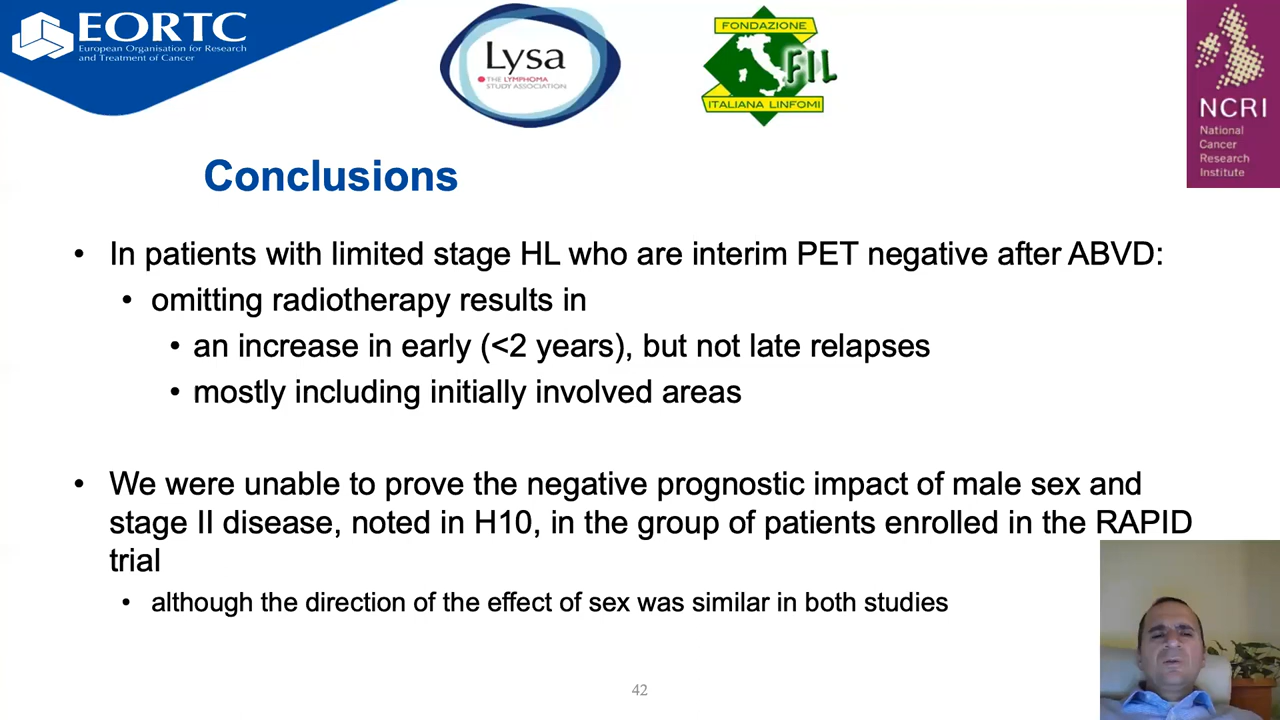 EORTC
European Organisation for Research
and Treatment of Cancer
Lysa
THE LYMPHOMA
STUDY ASSOCIATION
FONDAZIONE
FIL
ITALIANA LINFOMI
NCRI
National
Cancer
Research
Institute
Conclusions
• In patients with limited stage HL who are interim PET negative after ABVD:
• omitting radiotherapy results in
• an increase in early (<2 years), but not late relapses
• mostly including initially involved areas
• We were unable to prove the negative prognostic impact of male sex and
stage II disease, noted in H10, in the group of patients enrolled in the RAPID
trial
• although the direction of the effect of sex was similar in both studies
42